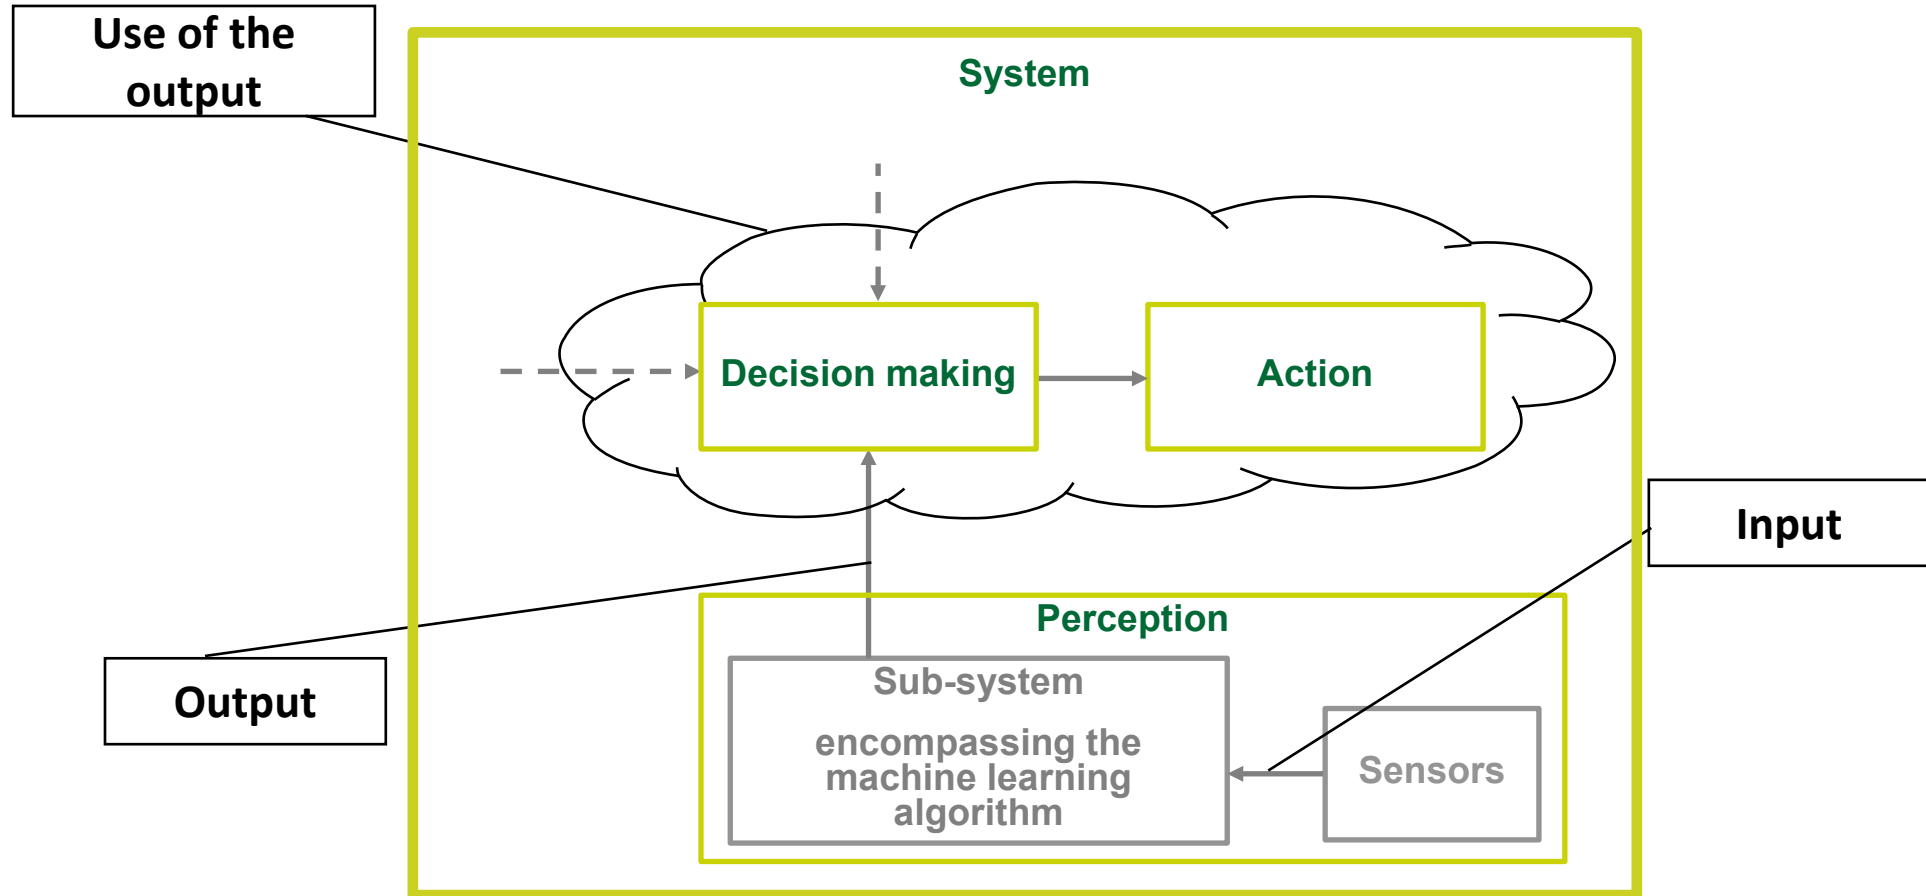 Use of the
output
System
Decision making
Action
Input
Perception
Sub-system
encompassing the
machine learning
algorithm
Sensors
Output